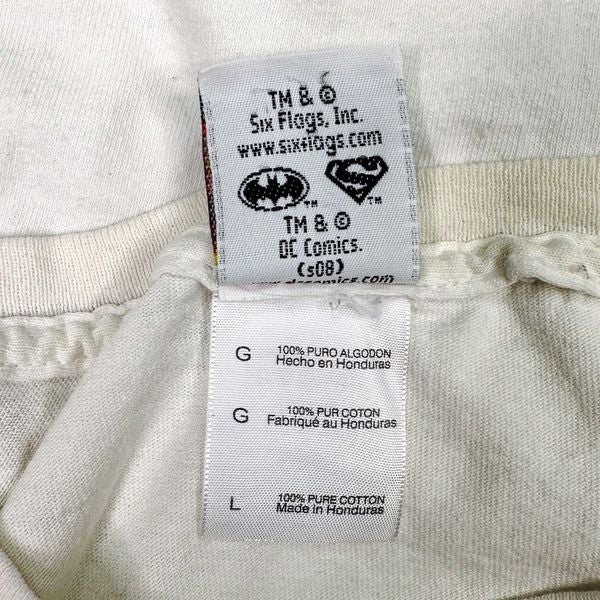 TM & ©
Six Flags, Inc.
www.sixflags.com
TM TM
TM & ©
DC Comics.
(s08)
G 100% PURO ALGODON
Hecho en Honduras
G 100% PUR COTON
Fabriqué au Honduras
L 100% PURE COTTON
Made in Honduras